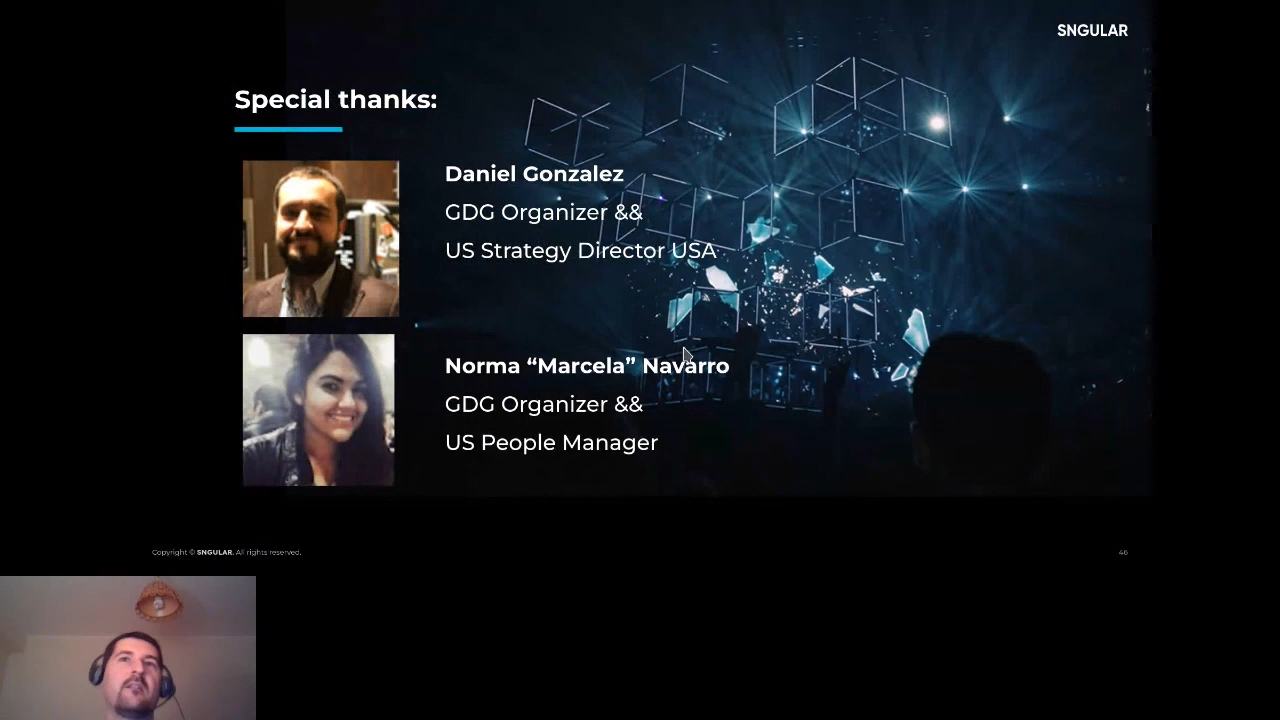 SNGULAR
Special thanks:
Daniel Gonzalez
GDG Organizer &&
US Strategy Director USA
Norma “Marcela” Navarro
GDG Organizer &&
US People Manager
Copyright © SNGULAR. All rights reserved.
46